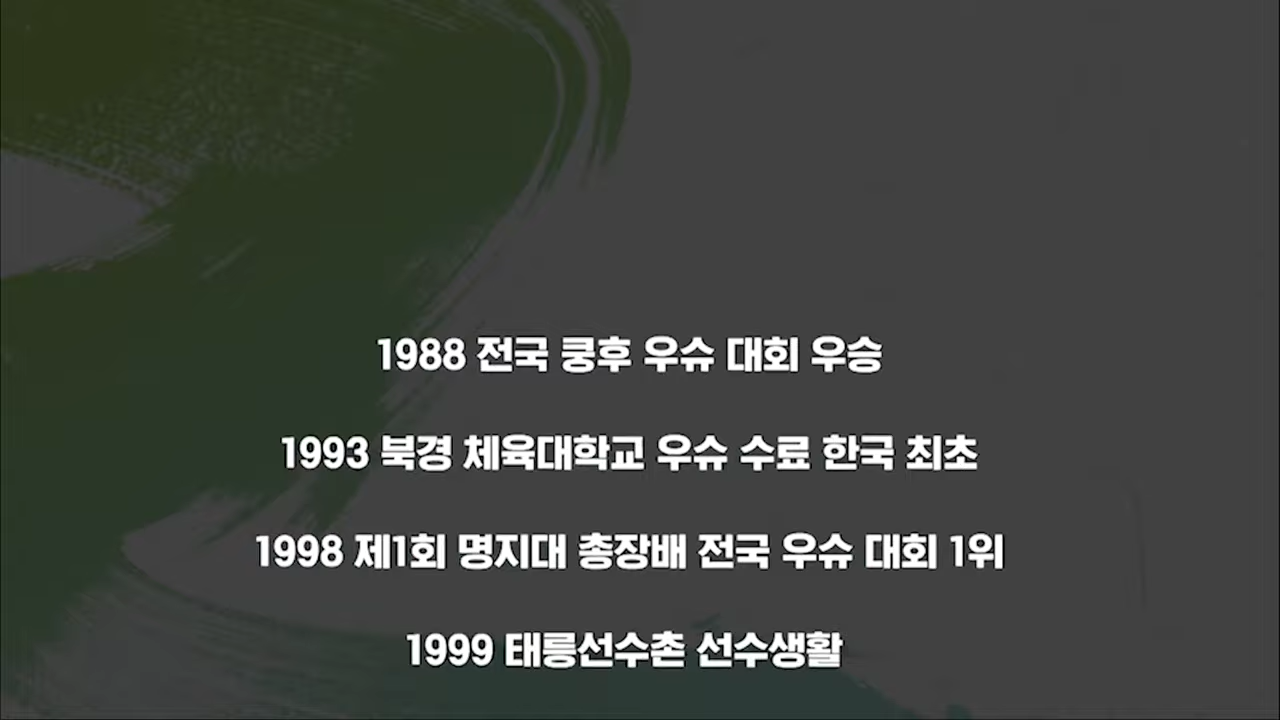 1988 전국 쿵후 우슈 대회 우승
1993 북경 체육대학교 우슈 수료 한국 최초
1998 제1회 명지대 총장배 전국 우슈 대회 1위
1999 태릉선수촌 선수생활